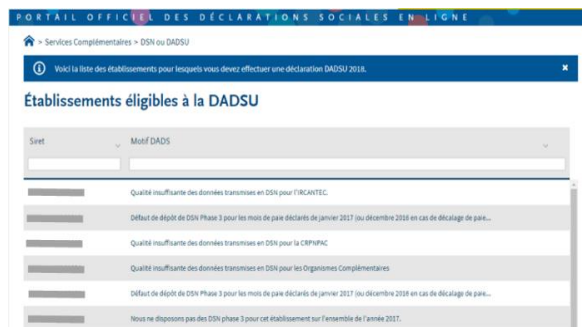 PORTAIL OFFICIEL DES DÉCLARATIONS SOCIALES EN LIGNE
> Services Complémentaires > DSN ou DADSU
Voici la liste des établissements pour lesquels vous devez effectuer une déclaration DADSU 2018.
Établissements éligibles à la DADSU
Siret Motif DADS
Qualité insuffisante des données transmises en DSN pour l'IRCANTEC.
Défaut de dépôt de DSN Phase 3 pour les mois de paie déclarés de janvier 2017 (ou décembre 2016 en cas de décalage de paie...
Qualité insuffisante des données transmises en DSN pour la CRPNPAC
Qualité insuffisante des données transmises en DSN pour les Organismes Complémentaires
Défaut de dépôt de DSN Phase 3 pour les mois de paie déclarés de janvier 2017 (ou décembre 2016 en cas de décalage de paie...
Nous ne disposons pas des DSN phase 3 pour cet établissement sur l'ensemble de l'année 2017.